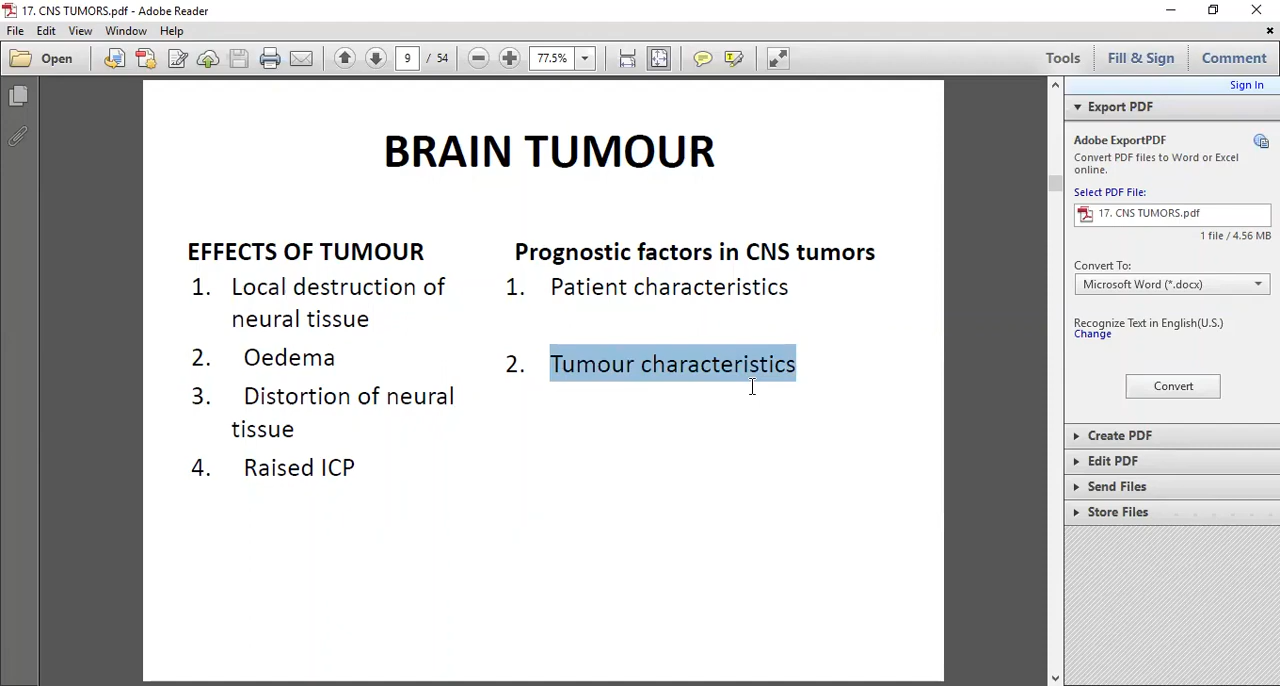 17. CNS TUMORS.pdf - Adobe Reader
File Edit View Window Help
Open
9 / 54
77.5%
Tools
Fill & Sign
Comment
Sign In
BRAIN TUMOUR
EFFECTS OF TUMOUR
1. Local destruction of
neural tissue
2. Oedema
3. Distortion of neural
tissue
4. Raised ICP
Prognostic factors in CNS tumors
1. Patient characteristics
2. Tumour characteristics
Export PDF
Adobe ExportPDF
Convert PDF files to Word or Excel
online.
Select PDF File:
17. CNS TUMORS.pdf
1 file / 4.56 MB
Convert To:
Microsoft Word (*.docx)
Recognize Text in English(U.S.)
Change
Convert
Create PDF
Edit PDF
Send Files
Store Files